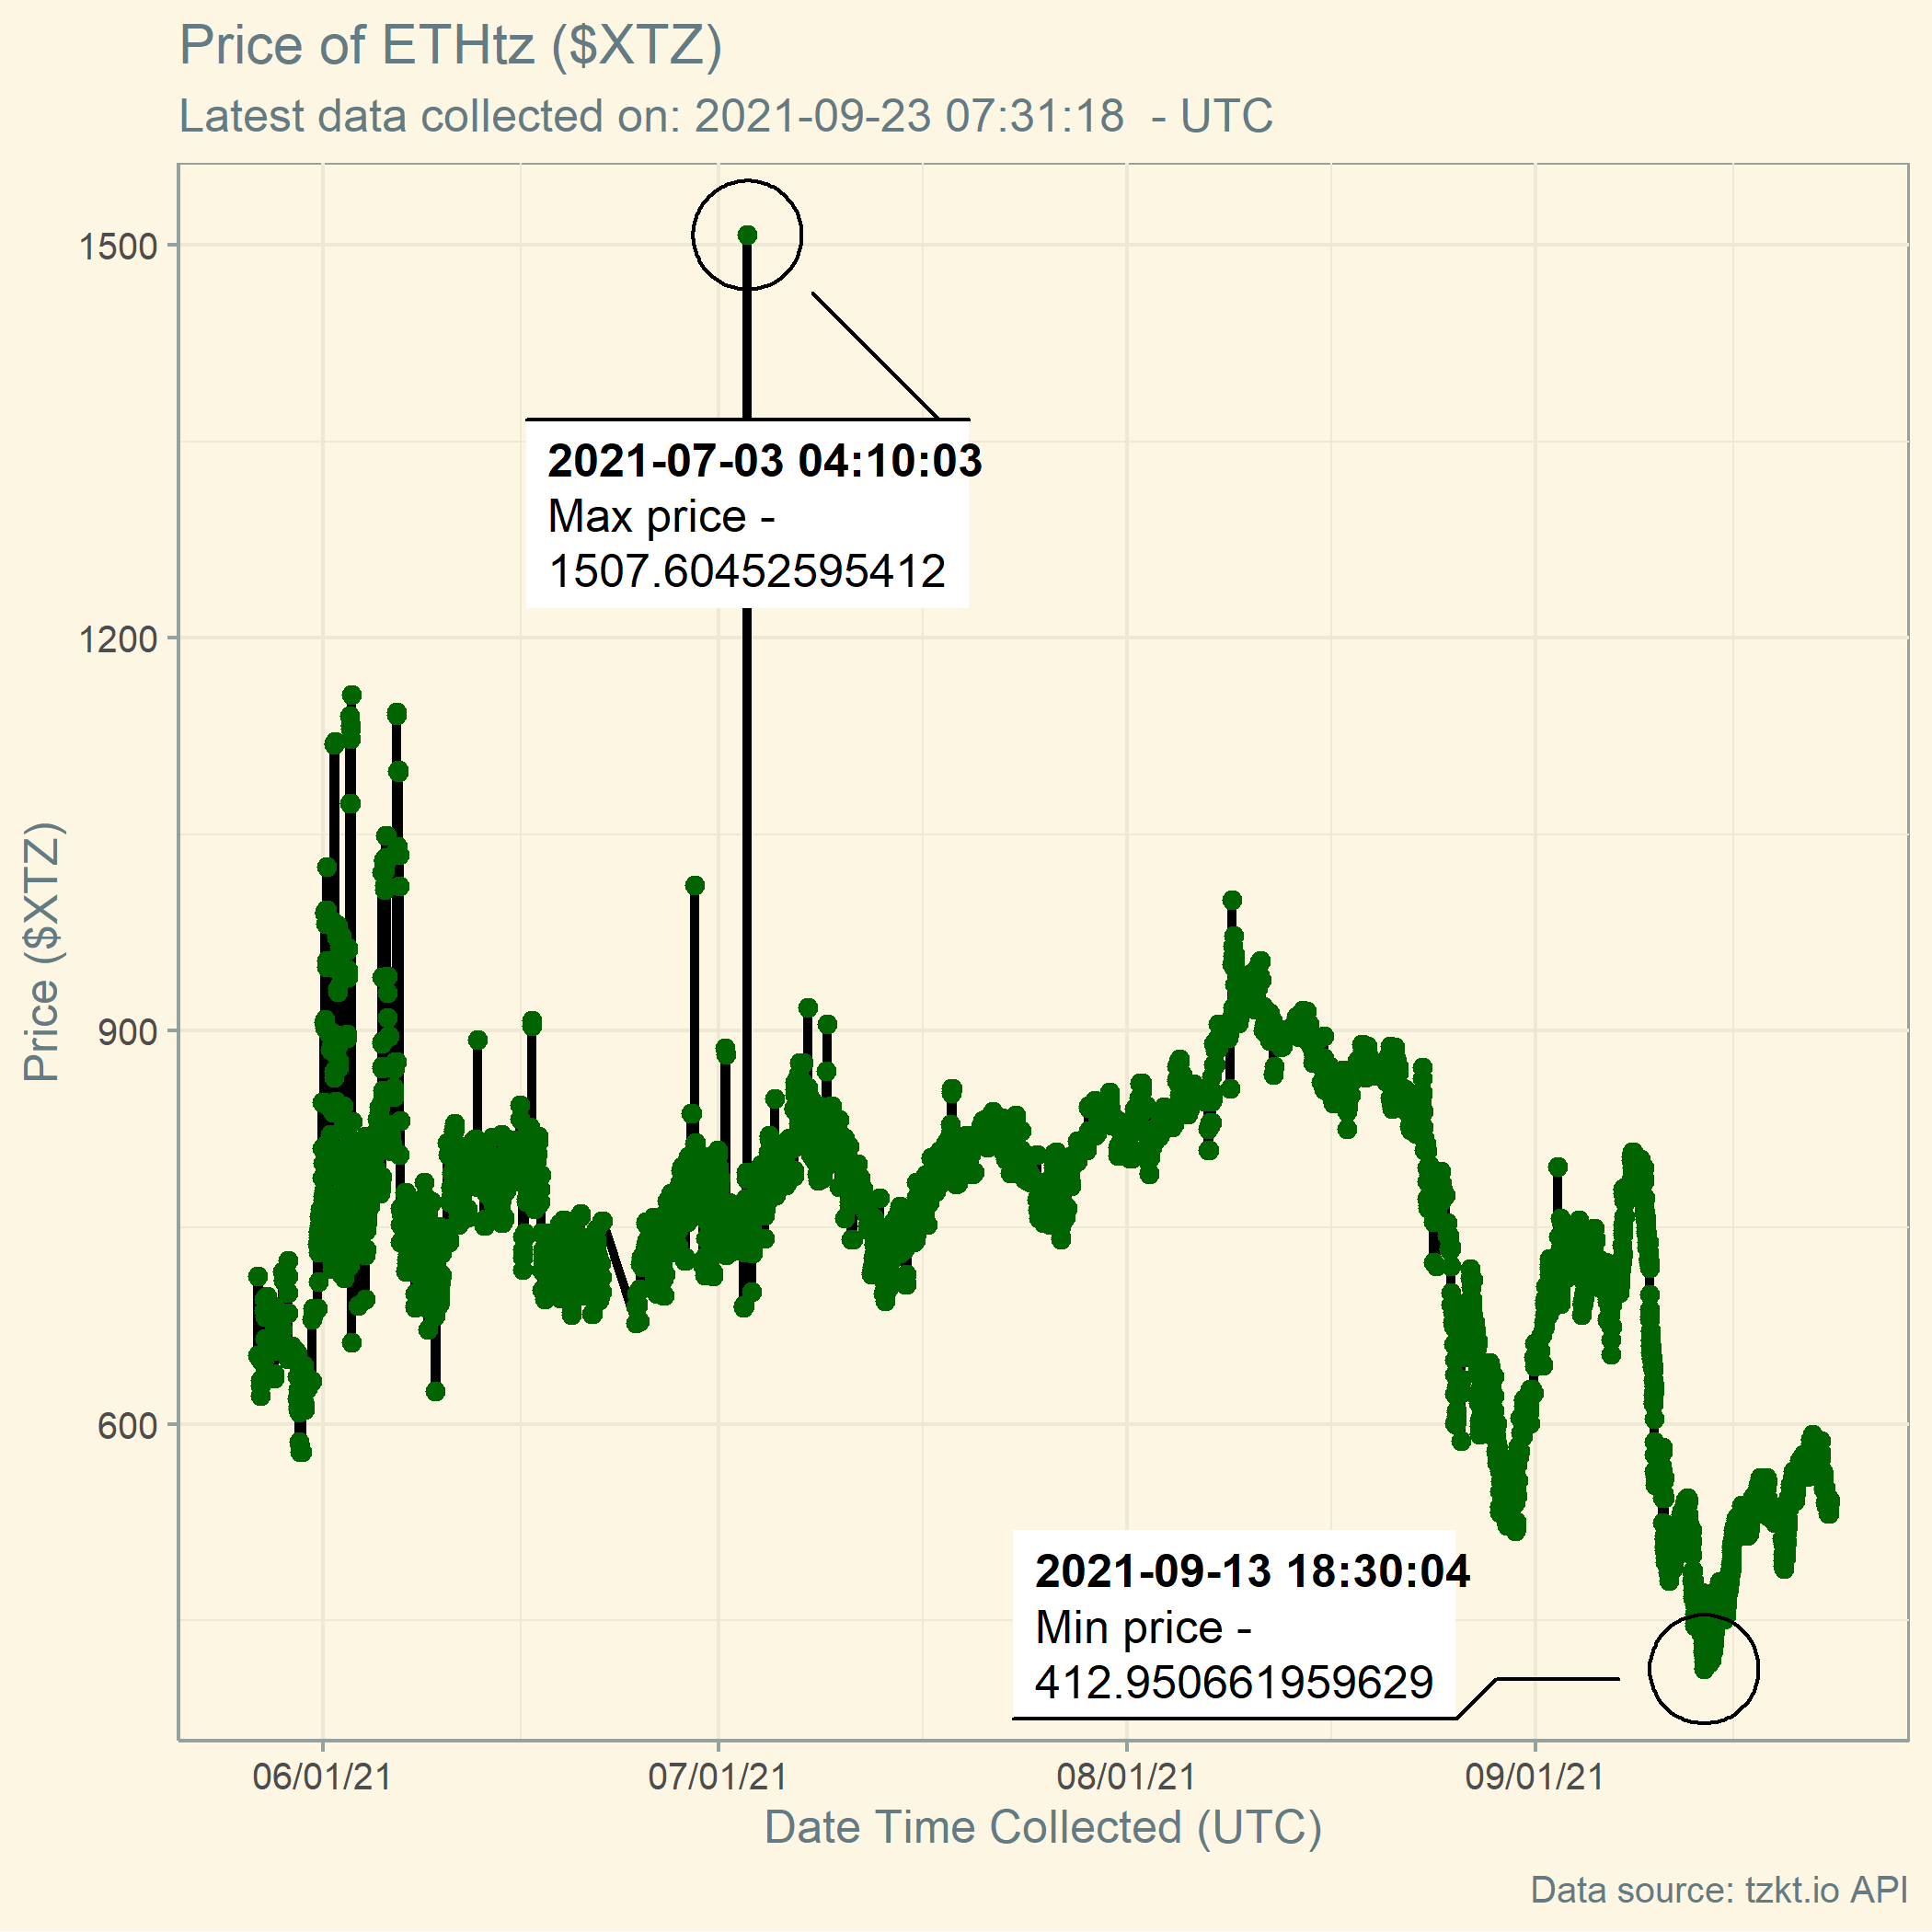 Price of ETHtz ($XTZ)
Latest data collected on: 2021-09-23 07:31:18  - UTC
1500
1200
900
600
Price ($XTZ)
2021-07-03 04:10:03
Max price -
1507.60452595412
2021-09-13 18:30:04
Min price -
412.950661959629
06/01/21
07/01/21
08/01/21
09/01/21
Date Time Collected (UTC)
Data source: tzkt.io API